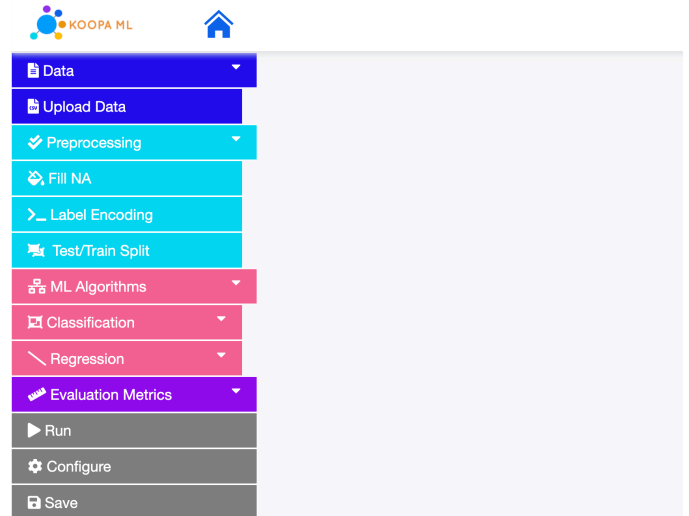 KOOPA ML
Data
Upload Data
Preprocessing
Fill NA
Label Encoding
Test/Train Split
ML Algorithms
Classification
Regression
Evaluation Metrics
Run
Configure
Save